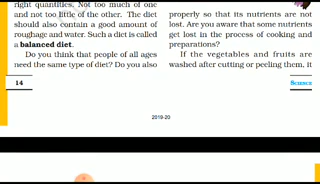 right quantities. Not too much of one
and not too little of the other. The diet
should also contain a good amount of
roughage and water. Such a diet is called
a balanced diet.
Do you think that people of all ages
need the same type of diet? Do you also
properly so that its nutrients are not
lost. Are you aware that some nutrients
get lost in the process of cooking and
preparations?
If the vegetables and fruits are
washed after cutting or peeling them, it
14
SCIENCE
2019-20